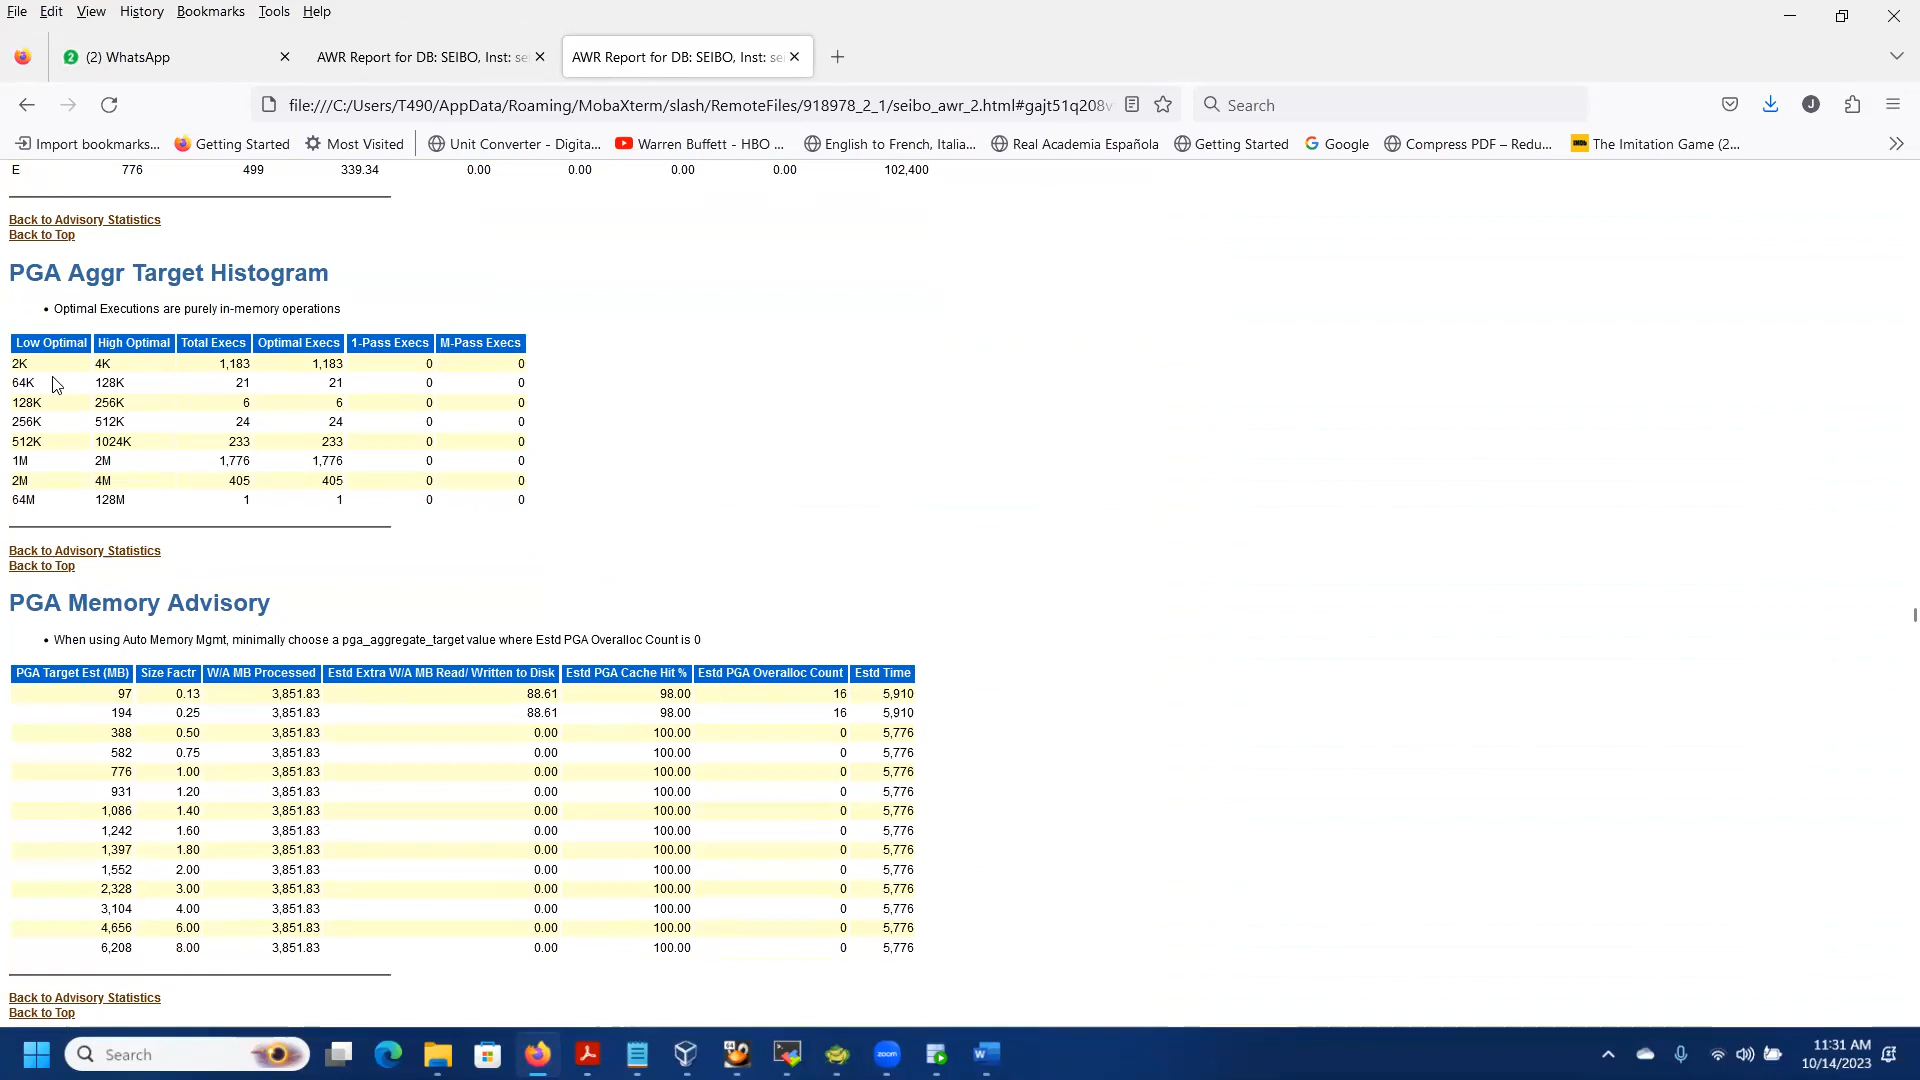 File Edit View History Bookmarks Tools Help
2 (2) WhatsApp AWR Report for DB: SEIBO, Inst: se AWR Report for DB: SEIBO, Inst: se
file:///C:/Users/T490/AppData/Roaming/MobaXterm/slash/RemoteFiles/918978_2_1/seibo_awr_2.html#gajt51q208v Search J
Import bookmarks... Getting Started Most Visited Unit Converter - Digita... Warren Buffett - HBO ... English to French, Italia... Real Academia Española Getting Started Google Compress PDF – Redu... IMDb The Imitation Game (2...
E 776 499 339.34 0.00 0.00 0.00 0.00 102,400
Back to Advisory Statistics
Back to Top
PGA Aggr Target Histogram
• Optimal Executions are purely in-memory operations
Low Optimal High Optimal Total Execs Optimal Execs 1-Pass Execs M-Pass Execs
2K 4K 1,183 1,183 0 0
64K 128K 21 21 0 0
128K 256K 6 6 0 0
256K 512K 24 24 0 0
512K 1024K 233 233 0 0
1M 2M 1,776 1,776 0 0
2M 4M 405 405 0 0
64M 128M 1 1 0 0
Back to Advisory Statistics
Back to Top
PGA Memory Advisory
• When using Auto Memory Mgmt, minimally choose a pga_aggregate_target value where Estd PGA Overalloc Count is 0
PGA Target Est (MB) Size Factr W/A MB Processed Estd Extra W/A MB Read/ Written to Disk Estd PGA Cache Hit % Estd PGA Overalloc Count Estd Time
97 0.13 3,851.83 88.61 98.00 16 5,910
194 0.25 3,851.83 88.61 98.00 16 5,910
388 0.50 3,851.83 0.00 100.00 0 5,776
582 0.75 3,851.83 0.00 100.00 0 5,776
776 1.00 3,851.83 0.00 100.00 0 5,776
931 1.20 3,851.83 0.00 100.00 0 5,776
1,086 1.40 3,851.83 0.00 100.00 0 5,776
1,242 1.60 3,851.83 0.00 100.00 0 5,776
1,397 1.80 3,851.83 0.00 100.00 0 5,776
1,552 2.00 3,851.83 0.00 100.00 0 5,776
2,328 3.00 3,851.83 0.00 100.00 0 5,776
3,104 4.00 3,851.83 0.00 100.00 0 5,776
4,656 6.00 3,851.83 0.00 100.00 0 5,776
6,208 8.00 3,851.83 0.00 100.00 0 5,776
Back to Advisory Statistics
Back to Top
Search zoom 11:31 AM
10/14/2023